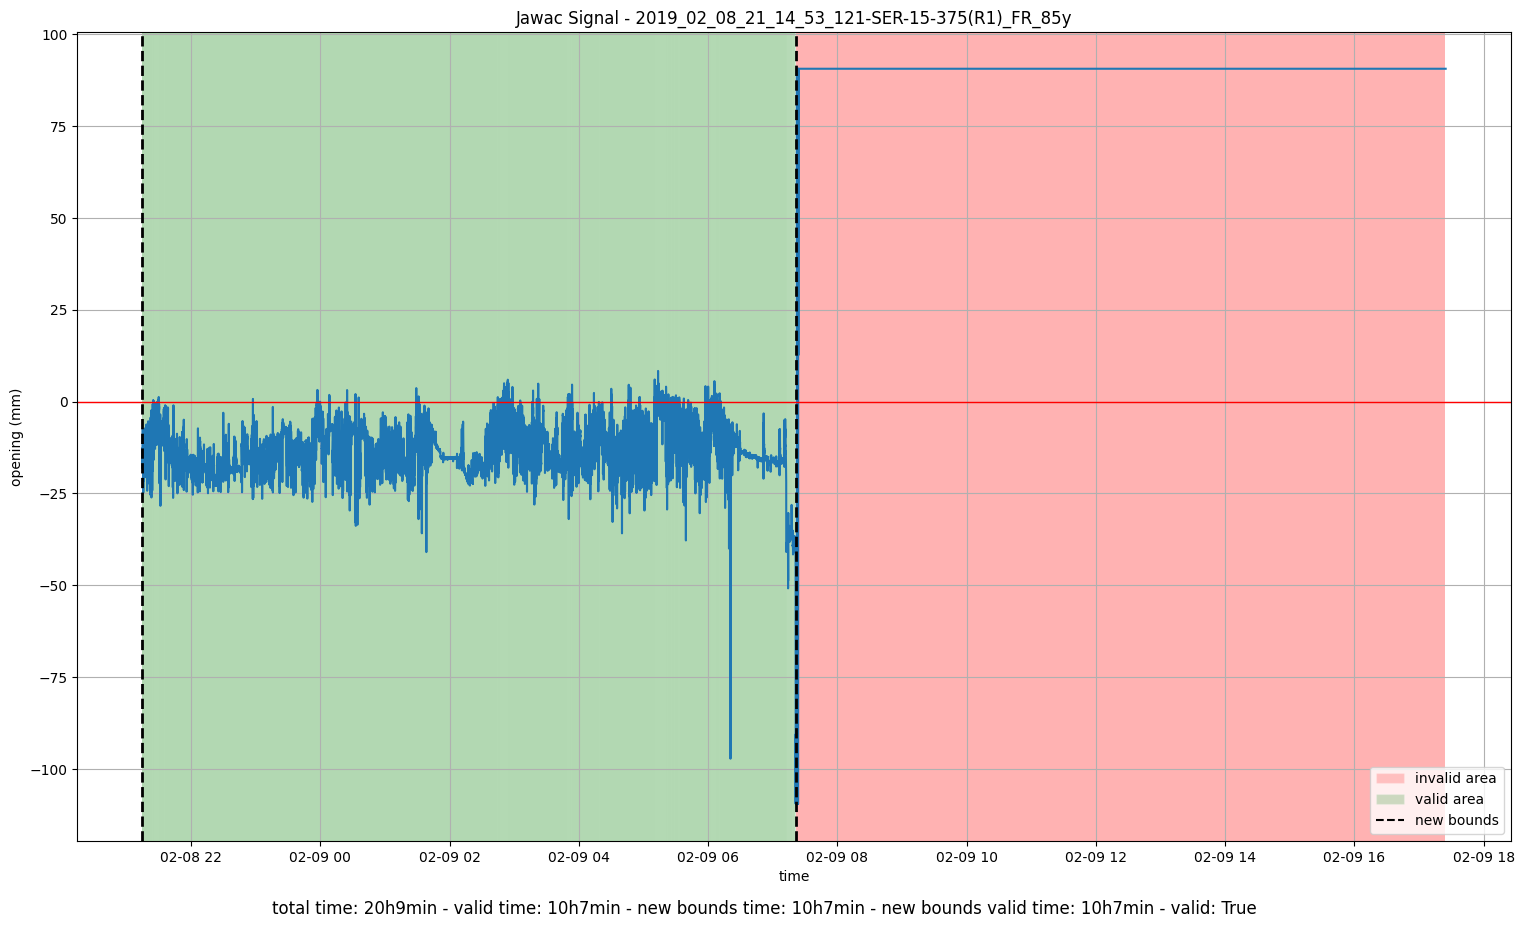 Jawac Signal - 2019_02_08_21_14_53_121-SER-15-375(R1)_FR_85y
100
75
50
25
0
−25
−50
−75
−100
opening (mm)
invalid area
valid area
new bounds
02-08 22
02-09 00
02-09 02
02-09 04
02-09 06
02-09 08
02-09 10
02-09 12
02-09 14
02-09 16
02-09 18
time
total time: 20h9min - valid time: 10h7min - new bounds time: 10h7min - new bounds valid time: 10h7min - valid: True